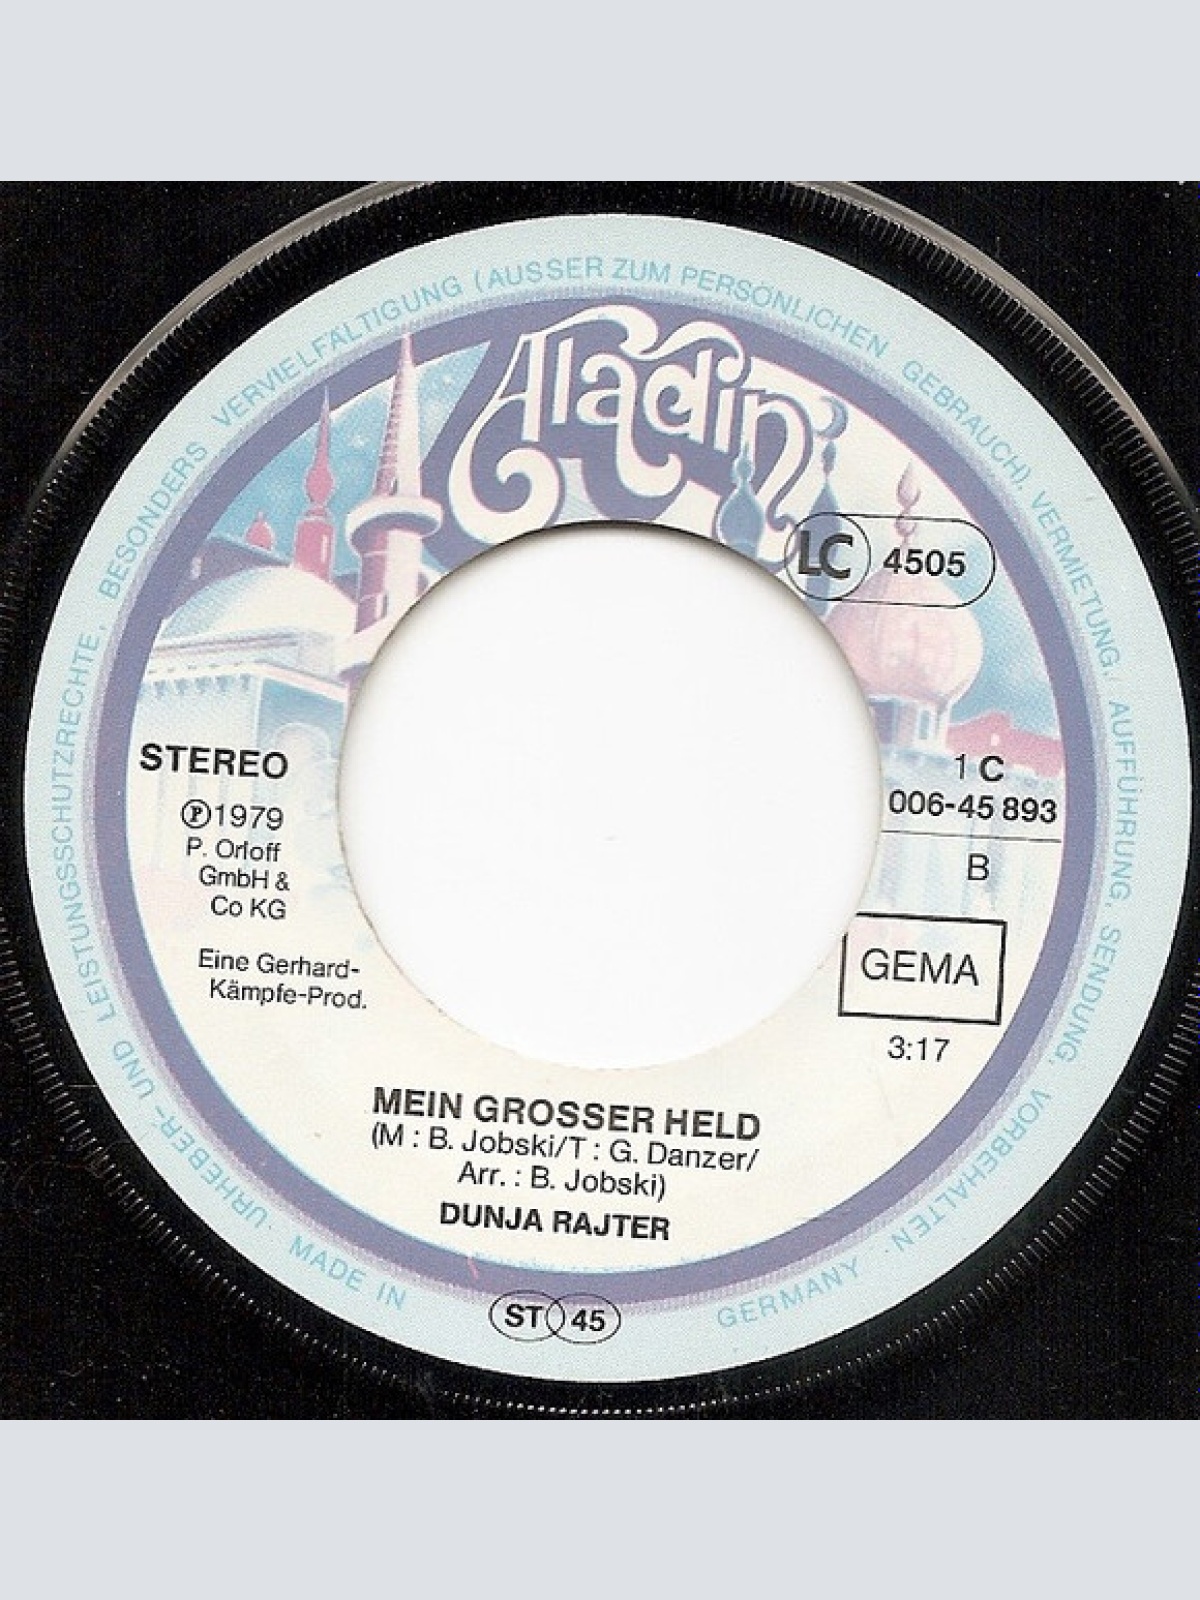 URHEBER- UND LEISTUNGSSCHUTZRECHTE, BESONDERS VERVIELFÄLTIGUNG (AUSSER ZUM PERSÖNLICHEN GEBRAUCH), VERMIETUNG, AUFFÜHRUNG, SENDUNG, VORBEHALTEN ·
Aladin
LC 4505
STEREO
℗1979
P. Orloff
GmbH &
Co KG
Eine Gerhard-
Kämpfe-Prod.
1 C
006-45 893
B
GEMA
3:17
MEIN GROSSER HELD
(M : B. Jobski/T : G. Danzer/
Arr. : B. Jobski)
DUNJA RAJTER
MADE IN GERMANY ·
ST 45